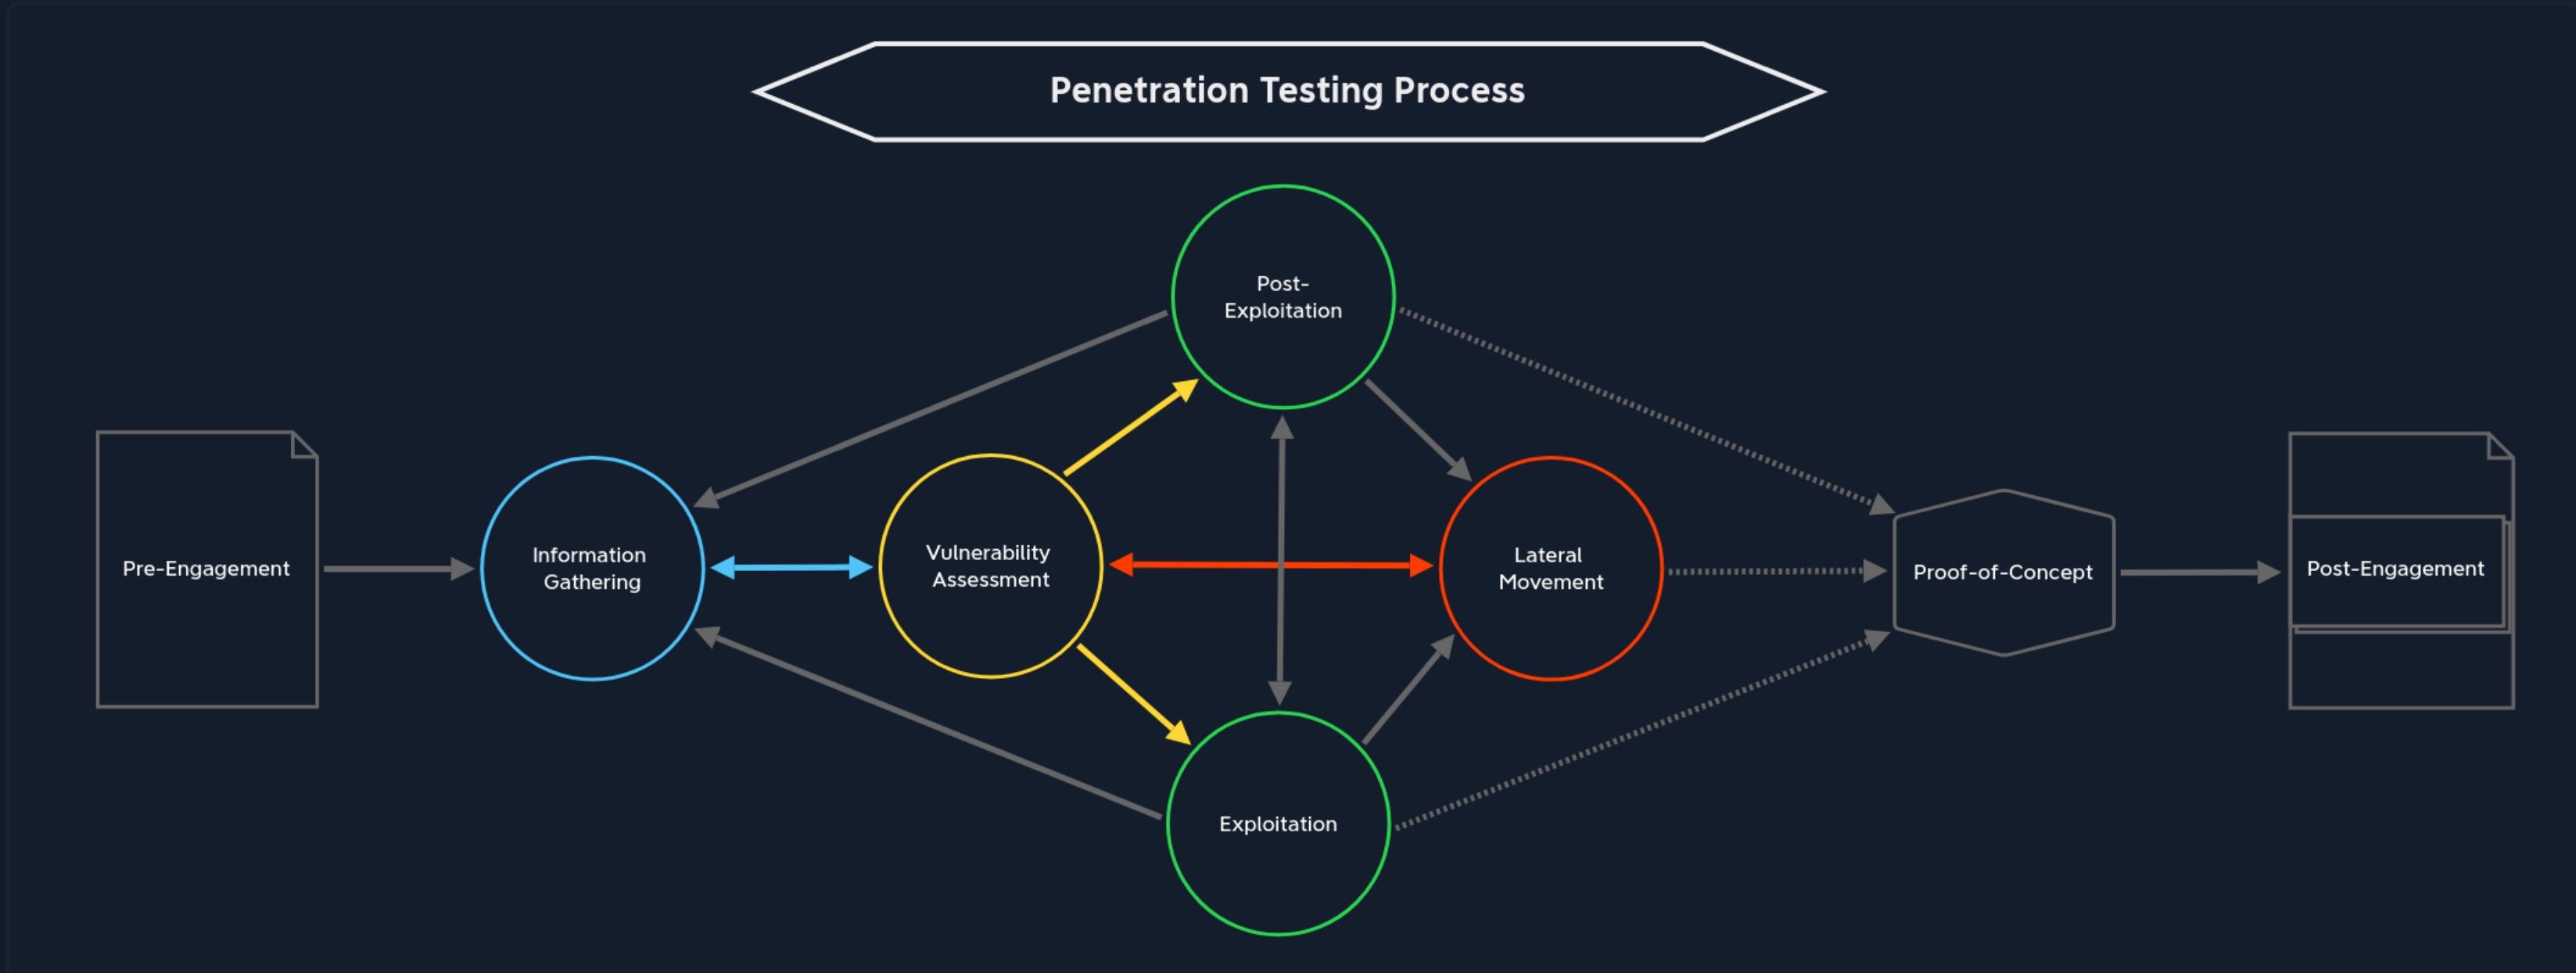 Penetration Testing Process
Post-
Exploitation
Pre-Engagement
Information
Gathering
Vulnerability
Assessment
Lateral
Movement
Proof-of-Concept
Post-Engagement
Exploitation